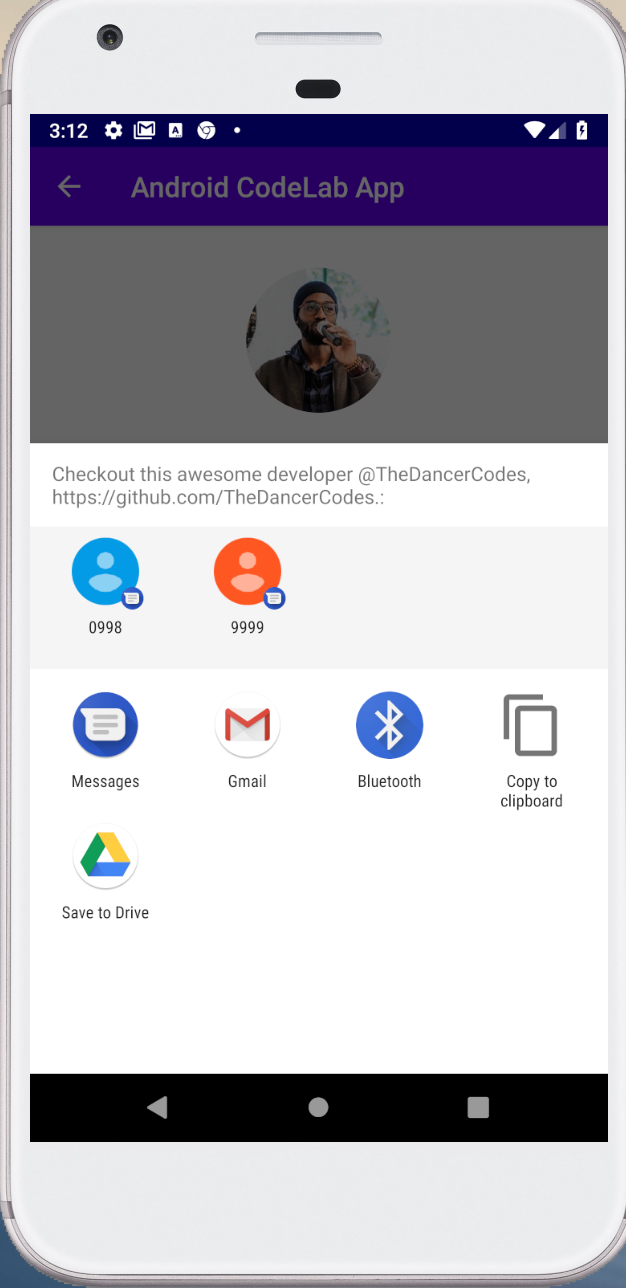 3:12
Android CodeLab App
Checkout this awesome developer @TheDancerCodes,
https://github.com/TheDancerCodes.:
0998
9999
Messages
Gmail
Bluetooth
Copy to
clipboard
Save to Drive